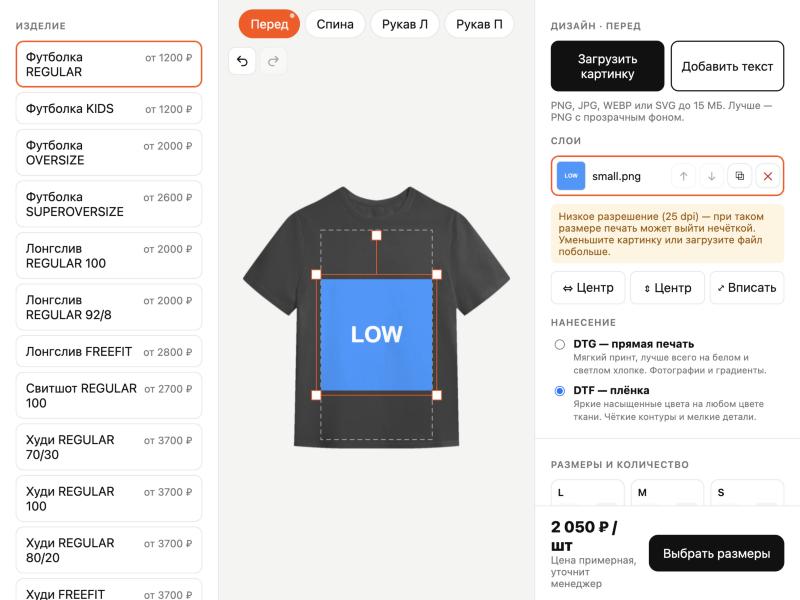 ИЗДЕЛИЕ
Футболка REGULAR
от 1200 ₽
Футболка KIDS
от 1200 ₽
Футболка OVERSIZE
от 2000 ₽
Футболка SUPEROVERSIZE
от 2600 ₽
Лонгслив REGULAR 100
от 2000 ₽
Лонгслив REGULAR 92/8
от 2000 ₽
Лонгслив FREEFIT
от 2800 ₽
Свитшот REGULAR 100
от 2700 ₽
Худи REGULAR 70/30
от 3700 ₽
Худи REGULAR 100
от 3700 ₽
Худи REGULAR 80/20
от 3700 ₽
Худи FREEFIT
от 3700 ₽
Перед
Спина
Рукав Л
Рукав П
LOW
ДИЗАЙН · ПЕРЕД
Загрузить картинку
Добавить текст
PNG, JPG, WEBP или SVG до 15 МБ. Лучше —
PNG с прозрачным фоном.
СЛОИ
LOW
small.png
Низкое разрешение (25 dpi) — при таком
размере печать может выйти нечёткой.
Уменьшите картинку или загрузите файл
побольше.
⇔ Центр
⇕ Центр
⤢ Вписать
НАНЕСЕНИЕ
DTG — прямая печать
Мягкий принт, лучше всего на белом и
светлом хлопке. Фотографии и градиенты.
DTF — плёнка
Яркие насыщенные цвета на любом цвете
ткани. Чёткие контуры и мелкие детали.
РАЗМЕРЫ И КОЛИЧЕСТВО
L
M
S
2 050 ₽ /
шт
Цена примерная,
уточнит
менеджер
Выбрать размеры